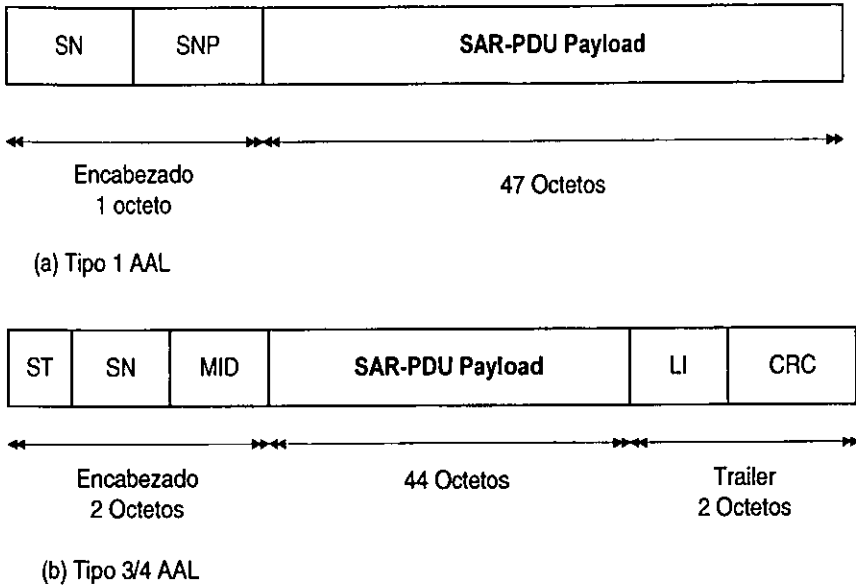 SN SNP SAR-PDU Payload
Encabezado
1 octeto
47 Octetos
(a) Tipo 1 AAL
ST SN MID SAR-PDU Payload LI CRC
Encabezado
2 Octetos
44 Octetos
Trailer
2 Octetos
(b) Tipo 3/4 AAL